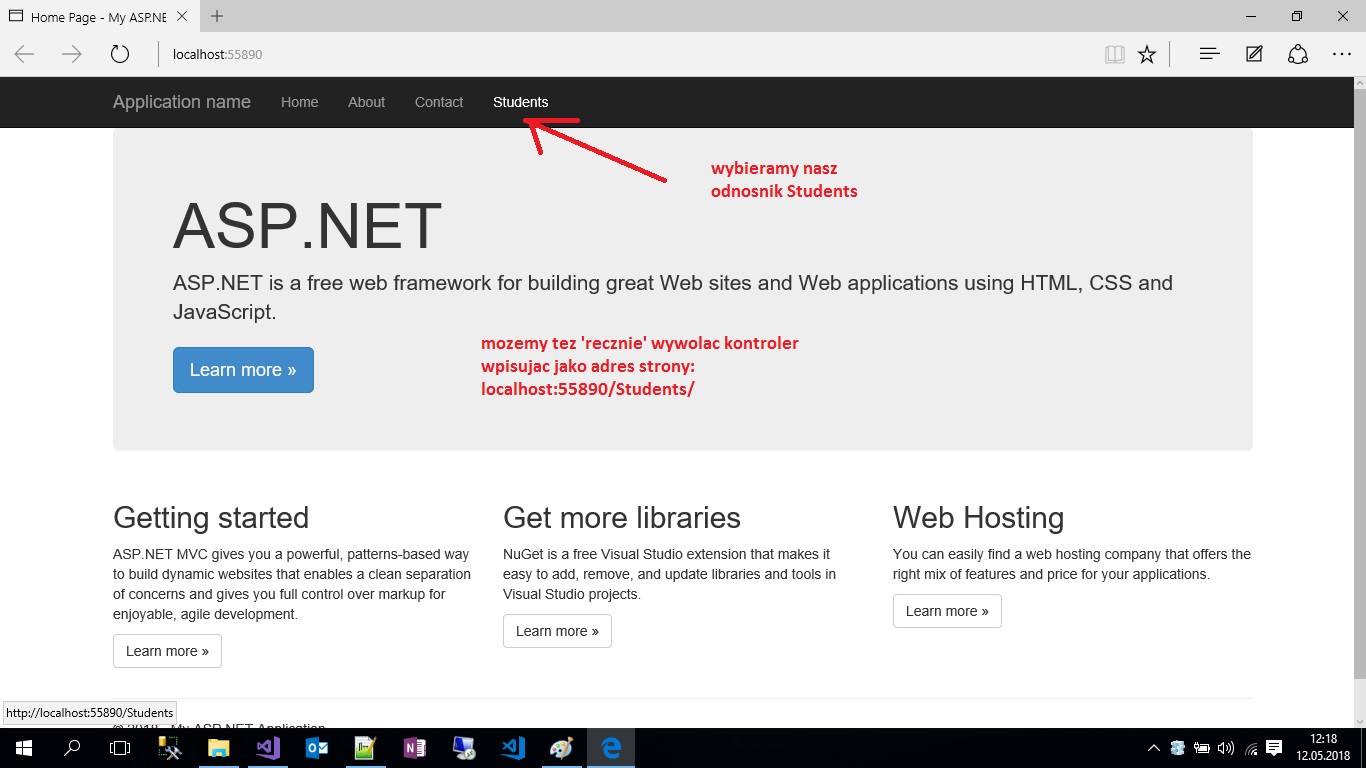 Home Page - My ASP.NE
localhost:55890
Application name Home About Contact Students
wybieramy nasz
odnosnik Students
ASP.NET
ASP.NET is a free web framework for building great Web sites and Web applications using HTML, CSS and
JavaScript.
mozemy tez 'recznie' wywolac kontroler
wpisujac jako adres strony:
localhost:55890/Students/
Learn more »
Getting started
ASP.NET MVC gives you a powerful, patterns-based way
to build dynamic websites that enables a clean separation
of concerns and gives you full control over markup for
enjoyable, agile development.
Learn more »
Get more libraries
NuGet is a free Visual Studio extension that makes it
easy to add, remove, and update libraries and tools in
Visual Studio projects.
Learn more »
Web Hosting
You can easily find a web hosting company that offers the
right mix of features and price for your applications.
Learn more »
http://localhost:55890/Students
© 2018 - My ASP.NET Application
12:18
12.05.2018